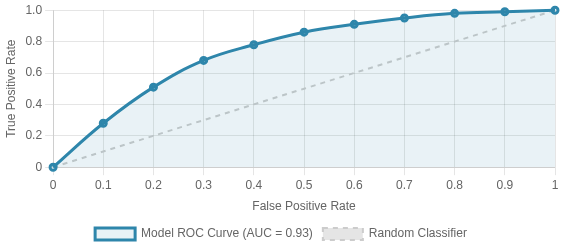 1.0
0.8
0.6
0.4
0.2
0
True Positive Rate
0 0.1 0.2 0.3 0.4 0.5 0.6 0.7 0.8 0.9 1
False Positive Rate
Model ROC Curve (AUC = 0.93) Random Classifier